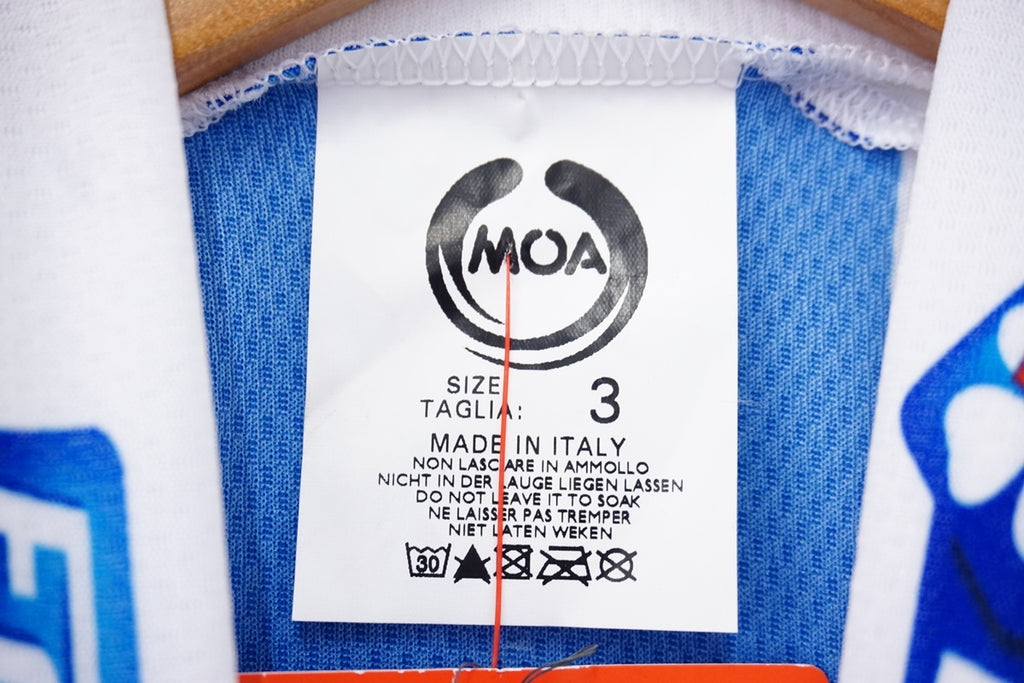 MOA
SIZE
TAGLIA: 3
MADE IN ITALY
NON LASCIARE IN AMMOLLO
NICHT IN DER LAUGE LIEGEN LASSEN
DO NOT LEAVE IT TO SOAK
NE LAISSER PAS TREMPER
NIET LATEN WEKEN
30